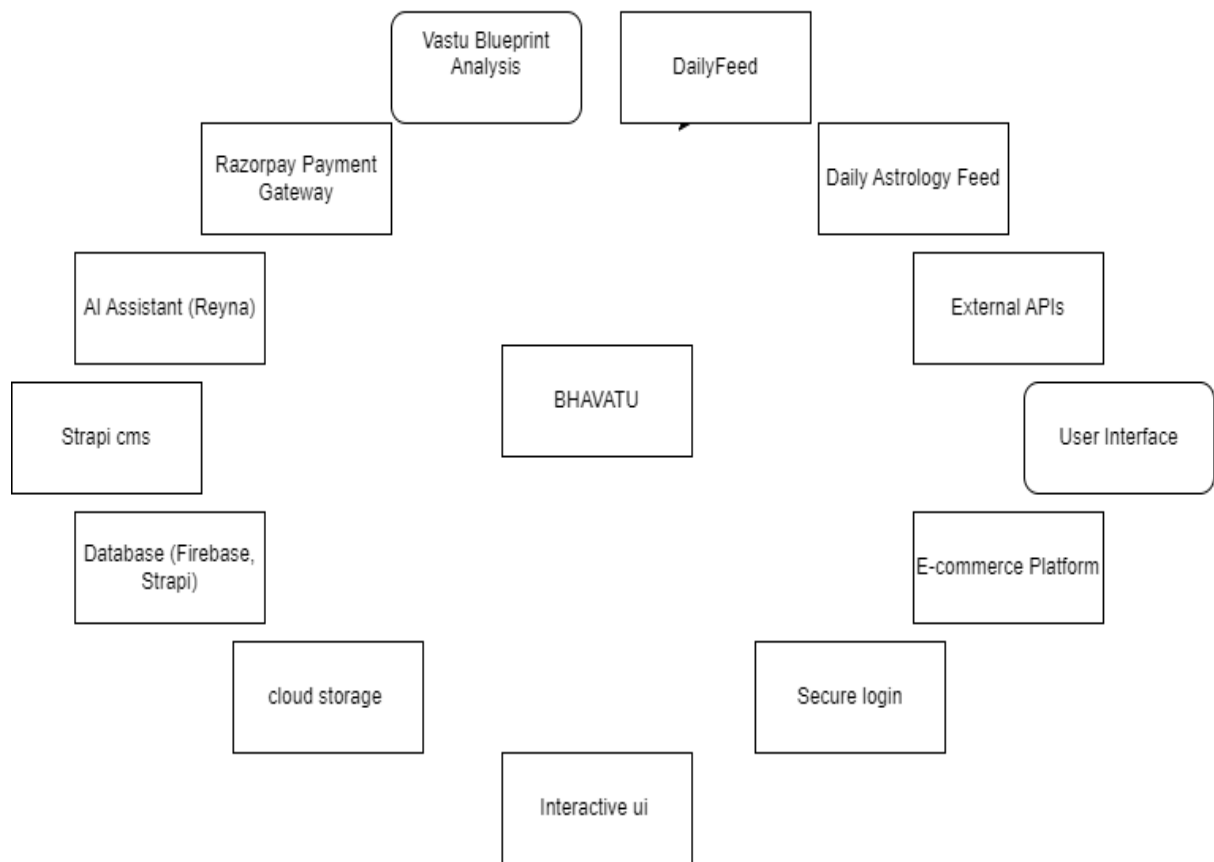 Vastu Blueprint
Analysis
DailyFeed
Razorpay Payment
Gateway
Daily Astrology Feed
AI Assistant (Reyna)
External APIs
BHAVATU
Strapi cms
User Interface
Database (Firebase,
Strapi)
E-commerce Platform
cloud storage
Secure login
Interactive ui